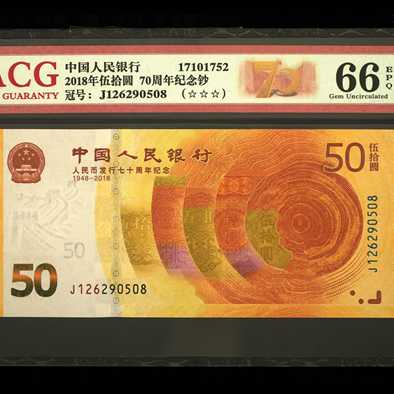 ACG
GUARANTY
中国人民银行 17101752
2018年伍拾圆 70周年纪念钞
冠号: J126290508 (☆☆☆)
70
66 EPQ
Gem Uncirculated
中国人民银行
人民币发行七十周年纪念
1948-2018
50 伍拾圆
50
50 J126290508
J126290508